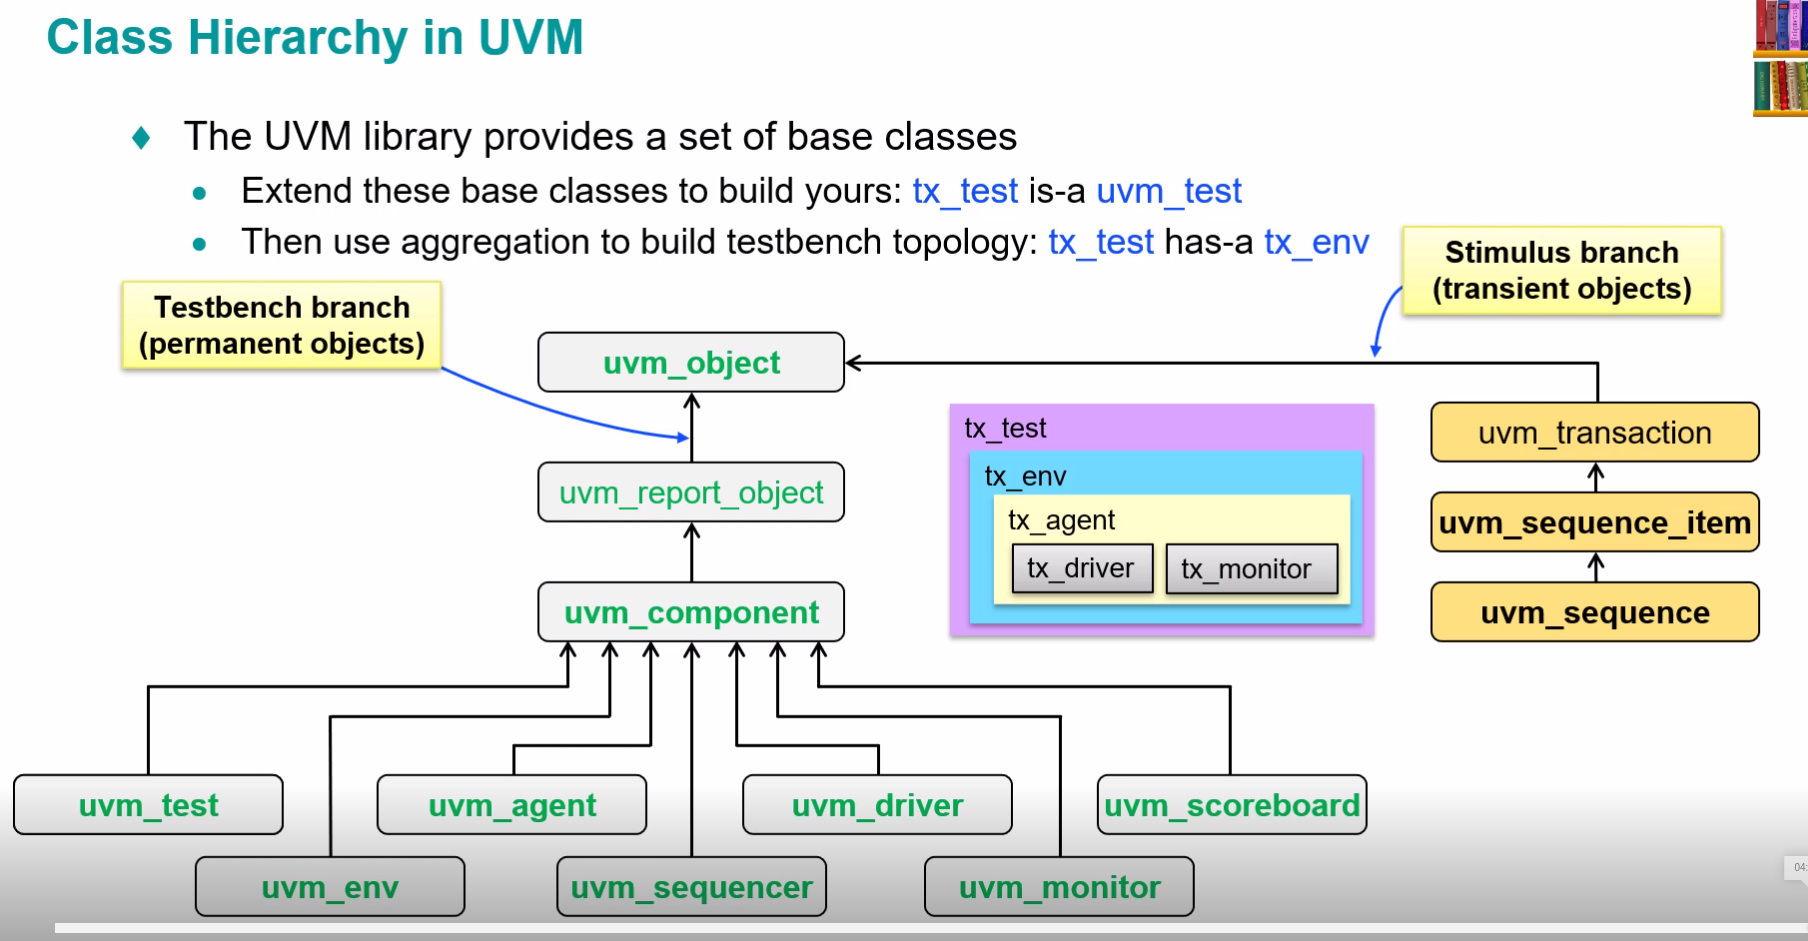 Class Hierarchy in UVM
The UVM library provides a set of base classes
Extend these base classes to build yours: tx_test is-a uvm_test
Then use aggregation to build testbench topology: tx_test has-a tx_env
Stimulus branch
(transient objects)
Testbench branch
(permanent objects)
uvm_object
uvm_report_object
uvm_component
tx_test
tx_env
tx_agent
tx_driver
tx_monitor
uvm_transaction
uvm_sequence_item
uvm_sequence
uvm_test
uvm_agent
uvm_driver
uvm_scoreboard
uvm_env
uvm_sequencer
uvm_monitor
04: